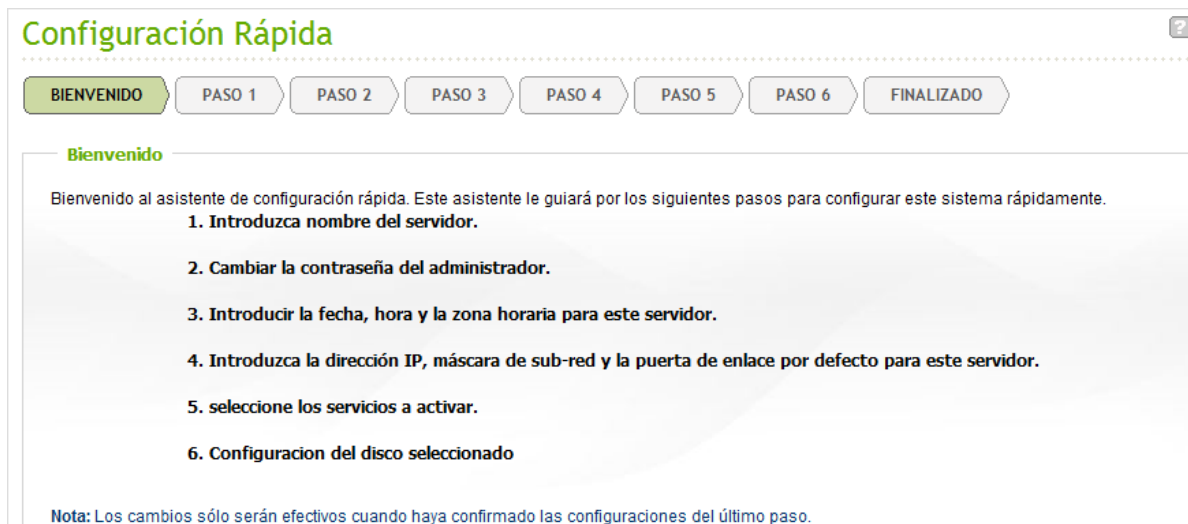 Configuración Rápida
?
BIENVENIDO PASO 1 PASO 2 PASO 3 PASO 4 PASO 5 PASO 6 FINALIZADO
Bienvenido
Bienvenido al asistente de configuración rápida. Este asistente le guiará por los siguientes pasos para configurar este sistema rápidamente.
1. Introduzca nombre del servidor.
2. Cambiar la contraseña del administrador.
3. Introducir la fecha, hora y la zona horaria para este servidor.
4. Introduzca la dirección IP, máscara de sub-red y la puerta de enlace por defecto para este servidor.
5. seleccione los servicios a activar.
6. Configuracion del disco seleccionado
Nota: Los cambios sólo serán efectivos cuando haya confirmado las configuraciones del último paso.